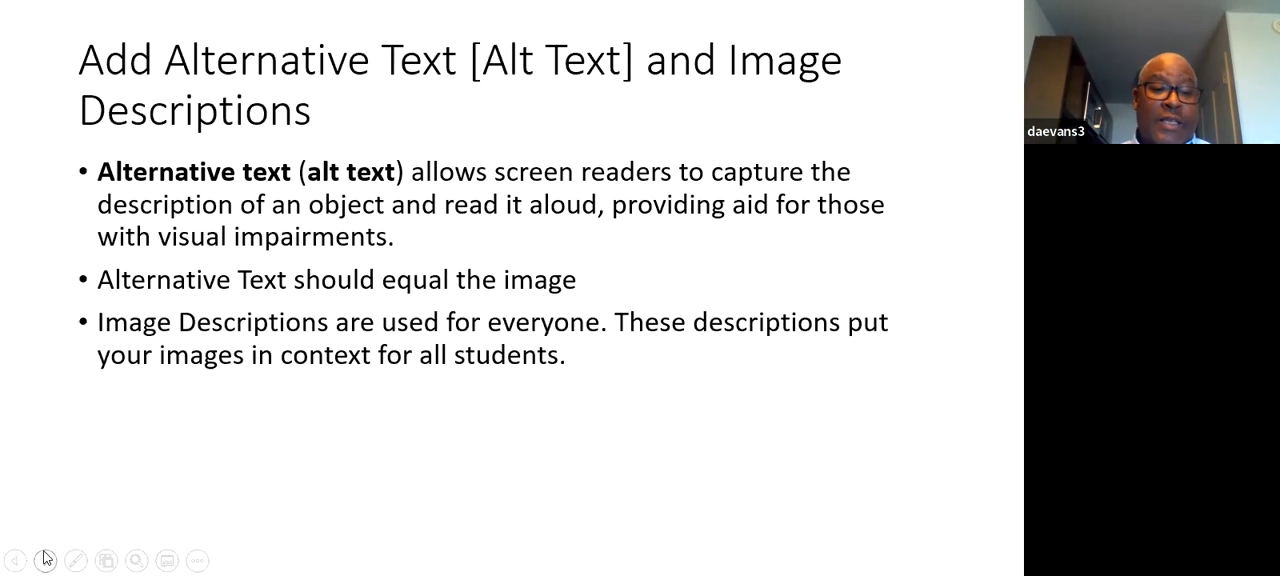 Add Alternative Text [Alt Text] and Image
Descriptions
• Alternative text (alt text) allows screen readers to capture the
description of an object and read it aloud, providing aid for those
with visual impairments.
• Alternative Text should equal the image
• Image Descriptions are used for everyone. These descriptions put
your images in context for all students.
daevans3